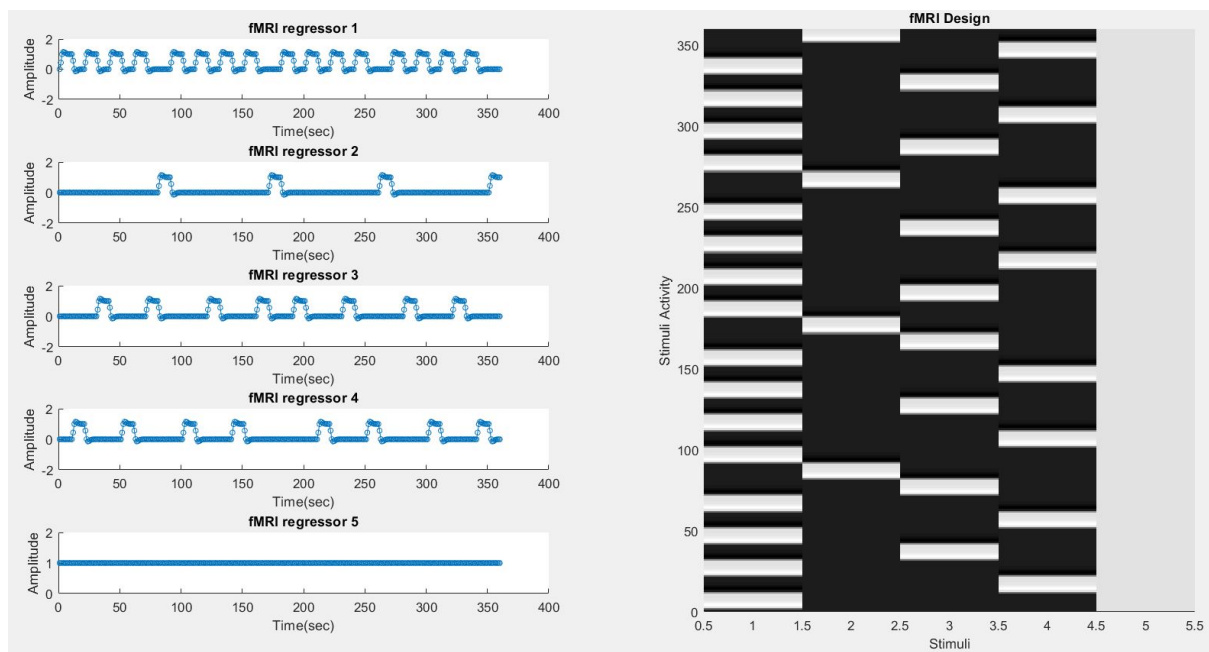 fMRI regressor 1
2
0
-2
Amplitude
0 50 100 150 200 250 300 350 400
Time(sec)
fMRI regressor 2
2
0
-2
Amplitude
0 50 100 150 200 250 300 350 400
Time(sec)
fMRI regressor 3
2
0
-2
Amplitude
0 50 100 150 200 250 300 350 400
Time(sec)
fMRI regressor 4
2
0
-2
Amplitude
0 50 100 150 200 250 300 350 400
Time(sec)
fMRI regressor 5
2
1
0
Amplitude
0 50 100 150 200 250 300 350 400
Time(sec)
fMRI Design
350
300
250
200
150
100
50
0
Stimuli Activity
0.5 1 1.5 2 2.5 3 3.5 4 4.5 5 5.5
Stimuli